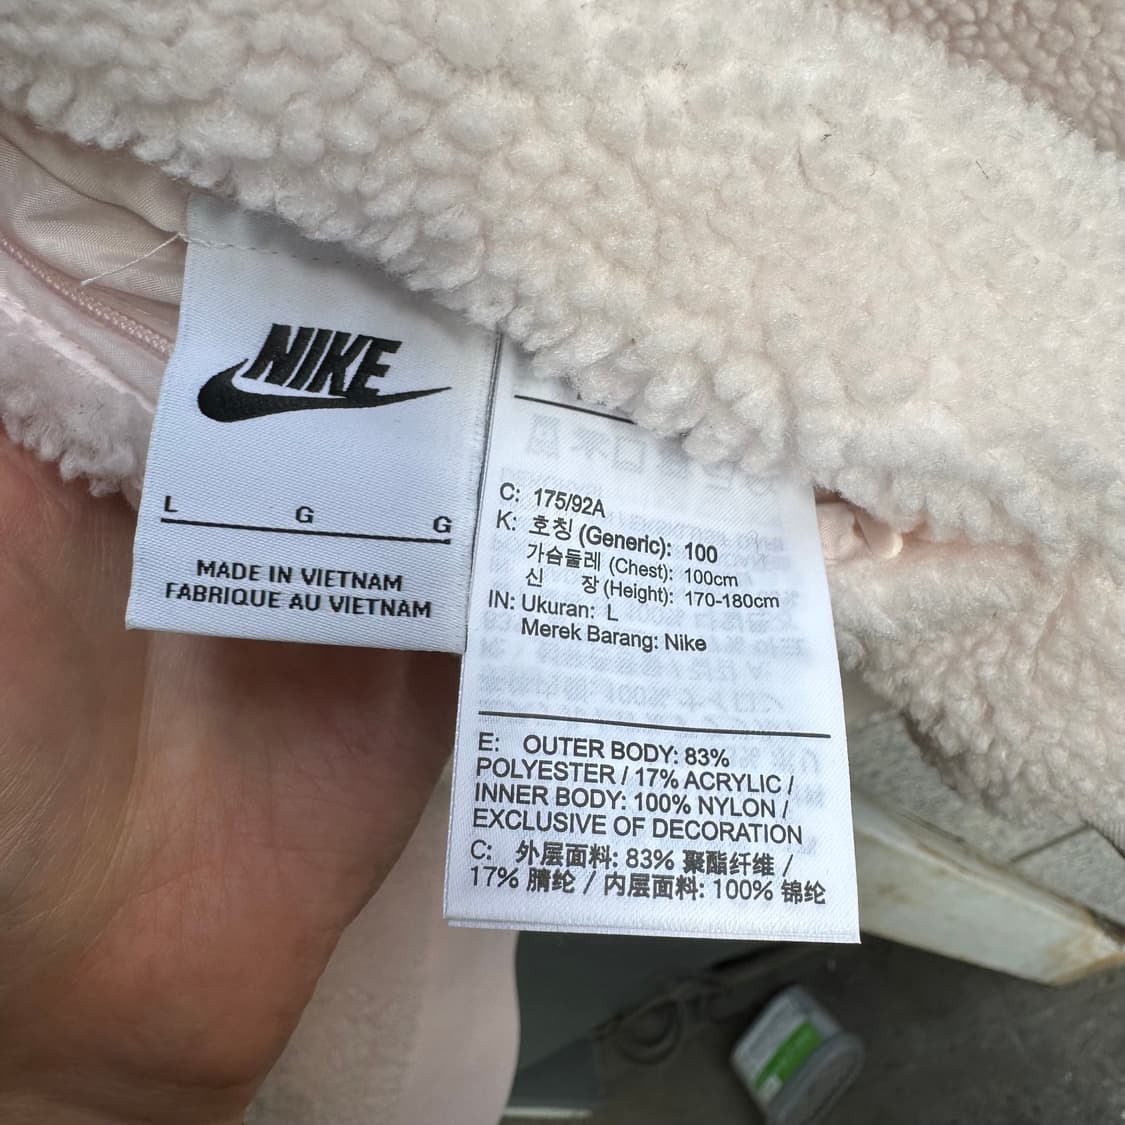 NIKE
L G G
MADE IN VIETNAM
FABRIQUE AU VIETNAM
C: 175/92A
K: 호칭 (Generic): 100
가슴둘레 (Chest): 100cm
신 장 (Height): 170-180cm
IN: Ukuran: L
Merek Barang: Nike
E: OUTER BODY: 83%
POLYESTER / 17% ACRYLIC /
INNER BODY: 100% NYLON /
EXCLUSIVE OF DECORATION
C: 外层面料: 83% 聚酯纤维 /
17% 腈纶 / 内层面料: 100% 锦纶